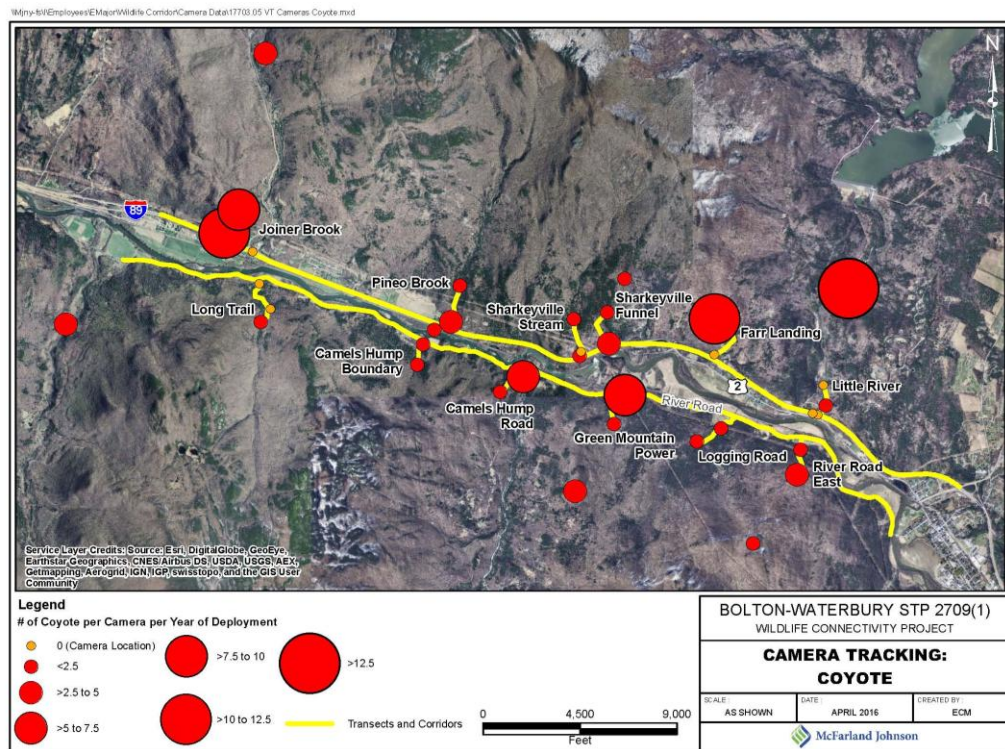 \\Mjny-fs\I\Employees\EMajor\Wildlife Corridor\Camera Data\17703.05 VT Cameras Coyote.mxd
N
89
Joiner Brook
Pineo Brook
Long Trail
Sharkeyville
Stream
Sharkeyville
Funnel
Farr Landing
Camels Hump
Boundary
2
Little River
River Road
Camels Hump
Road
Green Mountain
Power
Logging Road
River Road
East
Service Layer Credits: Source: Esri, DigitalGlobe, GeoEye,
Earthstar Geographics, CNES/Airbus DS, USDA, USGS, AEX,
Getmapping, Aerogrid, IGN, IGP, swisstopo, and the GIS User
Community
Legend
# of Coyote per Camera per Year of Deployment
0 (Camera Location)
<2.5
>2.5 to 5
>5 to 7.5
>7.5 to 10
>10 to 12.5
>12.5
Transects and Corridors
0 4,500 9,000
Feet
BOLTON-WATERBURY STP 2709(1)
WILDLIFE CONNECTIVITY PROJECT
CAMERA TRACKING:
COYOTE
SCALE: AS SHOWN
DATE: APRIL 2016
CREATED BY: ECM
McFarland Johnson